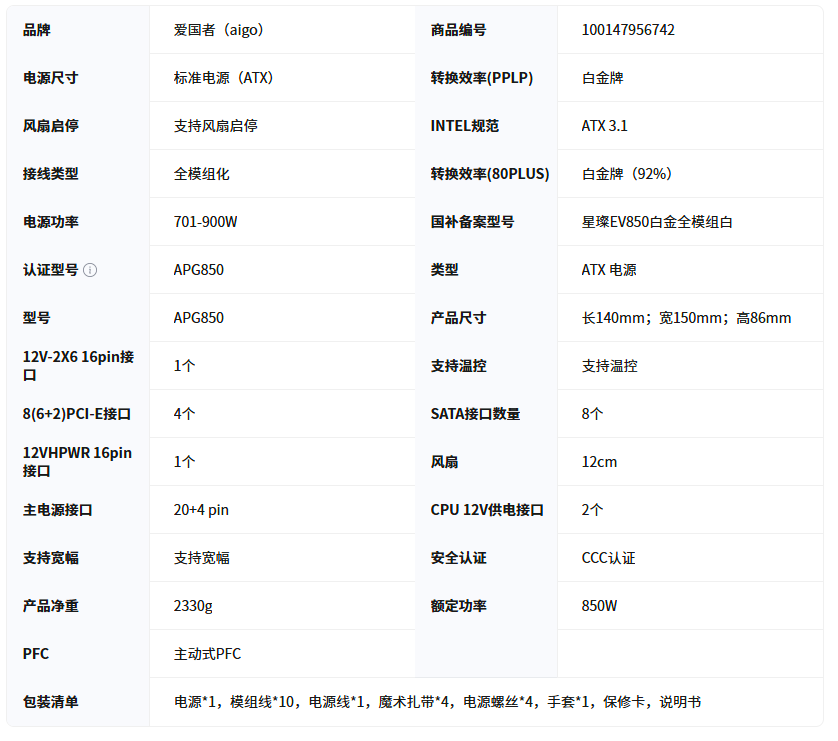 品牌 爱国者（aigo） 商品编号 100147956742
电源尺寸 标准电源（ATX） 转换效率(PPLP) 白金牌
风扇启停 支持风扇启停 INTEL规范 ATX 3.1
接线类型 全模组化 转换效率(80PLUS) 白金牌（92%）
电源功率 701-900W 国补备案型号 星璨EV850白金全模组白
认证型号 APG850 类型 ATX 电源
型号 APG850 产品尺寸 长140mm；宽150mm；高86mm
12V-2X6 16pin接
口 1个 支持温控 支持温控
8(6+2)PCI-E接口 4个 SATA接口数量 8个
12VHPWR 16pin
接口 1个 风扇 12cm
主电源接口 20+4 pin CPU 12V供电接口 2个
支持宽幅 支持宽幅 安全认证 CCC认证
产品净重 2330g 额定功率 850W
PFC 主动式PFC
包装清单 电源*1，模组线*10，电源线*1，魔术扎带*4，电源螺丝*4，手套*1，保修卡，说明书